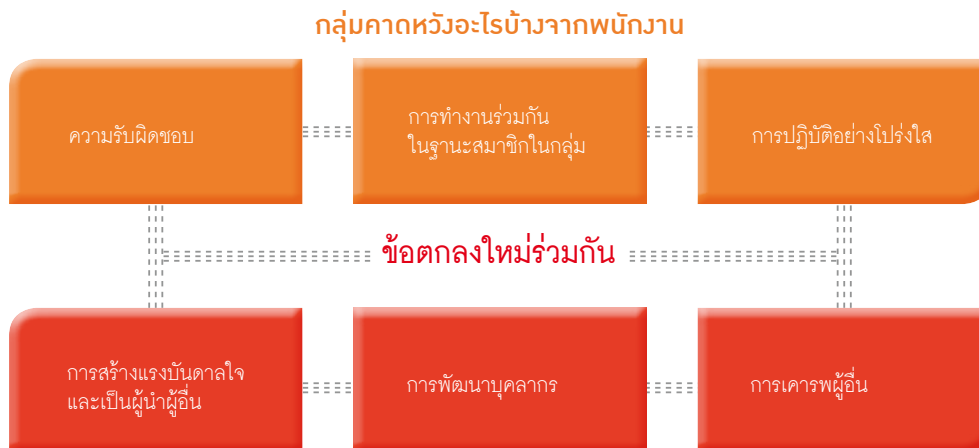 กลุ่มคาดหวังอะไรบ้างจากพนักงาน
ความรับผิดชอบ
การทำงานร่วมกัน
ในฐานะสมาชิกในกลุ่ม
การปฏิบัติอย่างโปร่งใส
ข้อตกลงใหม่ร่วมกัน
การสร้างแรงบันดาลใจ
และเป็นผู้นำผู้อื่น
การพัฒนาบุคลากร
การเคารพผู้อื่น